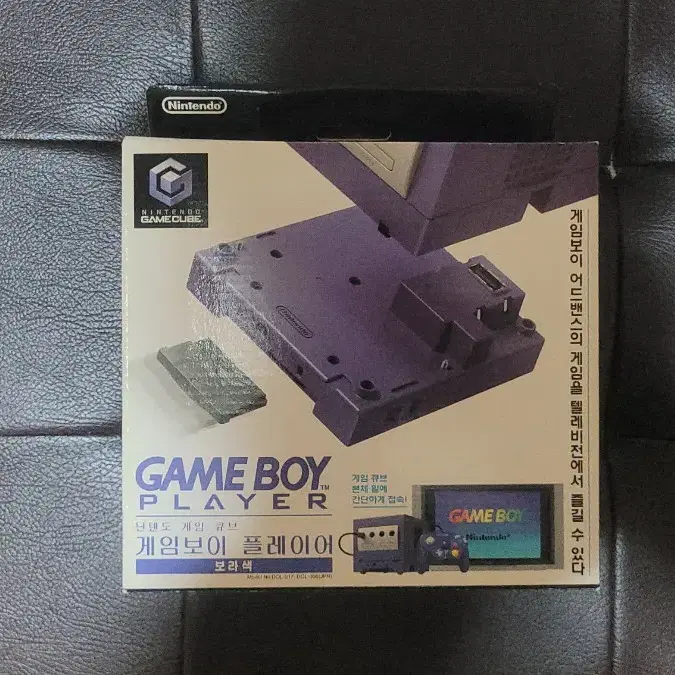 Nintendo
NINTENDO
GAMECUBE
게임보이 어드밴스의 게임을 텔레비전에서 즐길 수 있다
Nintendo
GAME BOY
PLAYER
TM
닌텐도 게임 큐브
게임보이 플레이어
보라색
게임 큐브
본체 밑에
간단하게 접속!
GAME BOY
Nintendo